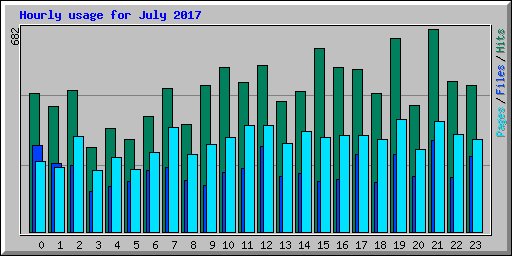 Hourly usage for July 2017
682
Pages/Files/Hits
0 1 2 3 4 5 6 7 8 9 10 11 12 13 14 15 16 17 18 19 20 21 22 23